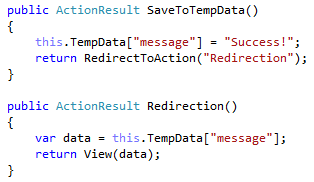 public ActionResult SaveToTempData()
{
    this.TempData["message"] = "Success!";
    return RedirectToAction("Redirection");
}
public ActionResult Redirection()
{
    var data = this.TempData["message"];
    return View(data);
}